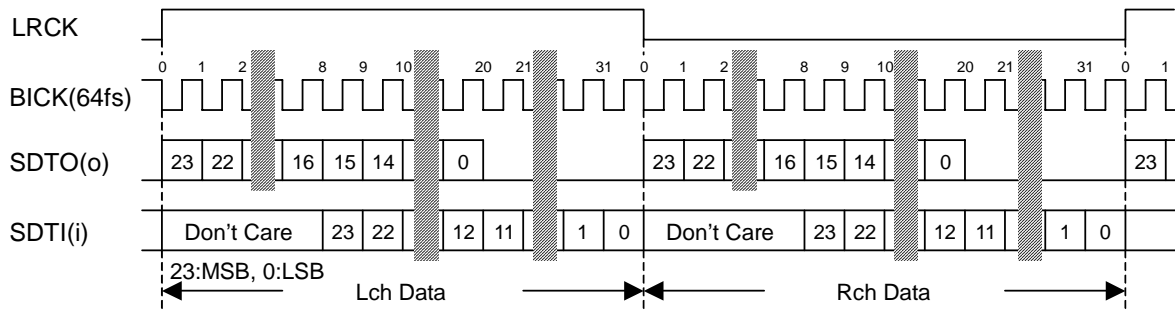 LRCK
0 1 2 8 9 10 20 21 31 0 1 2 8 9 10 20 21 31 0 1
BICK(64fs)
SDTO(o) 23 22 16 15 14 0 23 22 16 15 14 0 23
SDTI(i) Don't Care 23 22 12 11 1 0 Don't Care 23 22 12 11 1 0
23:MSB, 0:LSB
Lch Data Rch Data